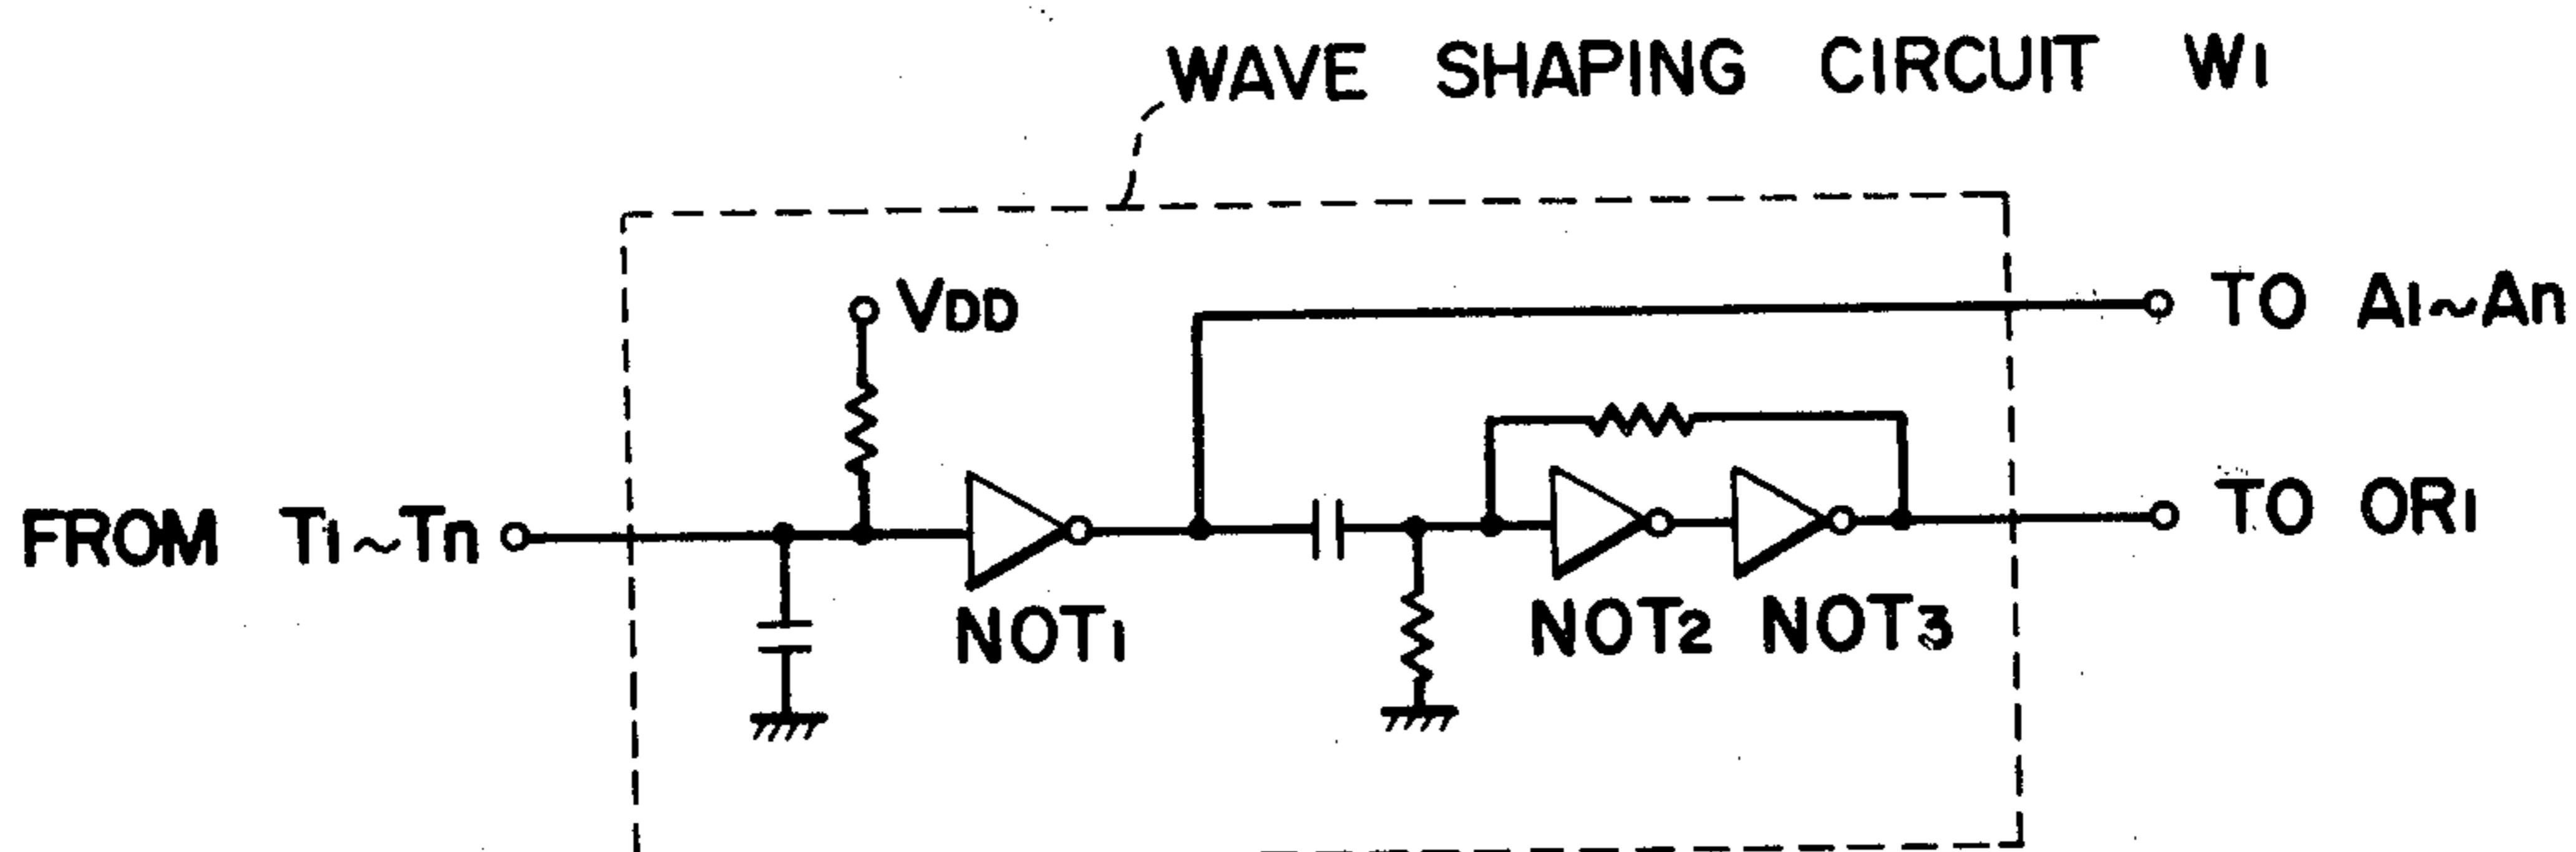 WAVE SHAPING CIRCUIT W1
VDD
TO A1~An
FROM T1~Tn
TO OR1
NOT1
NOT2
NOT3